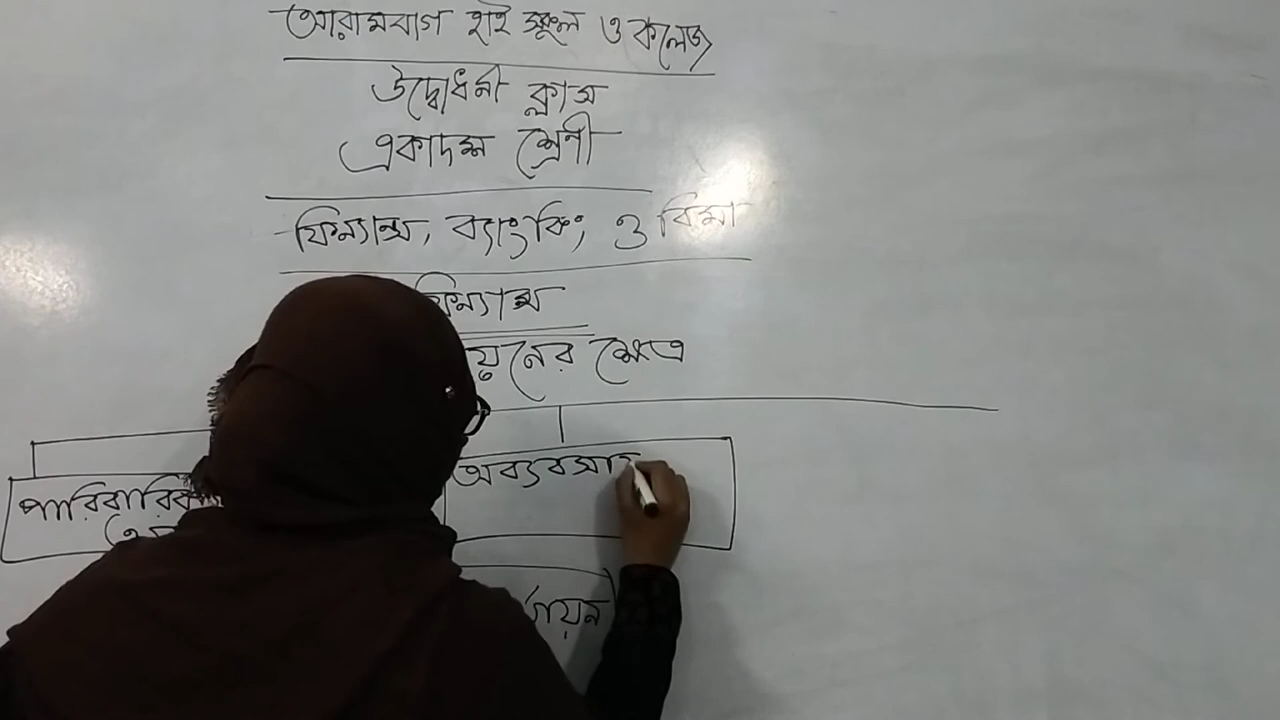 আরামবাগ হাই স্কুল ও কলেজ
উদ্বোধনী ক্লাস
একাদশ শ্রেণী
ফিন্যান্স, ব্যাংকিং ও বিমা
ফিন্যান্স
য়নের ক্ষেত্র
পারিবারিক
অব্যবসায়
র্থায়ন